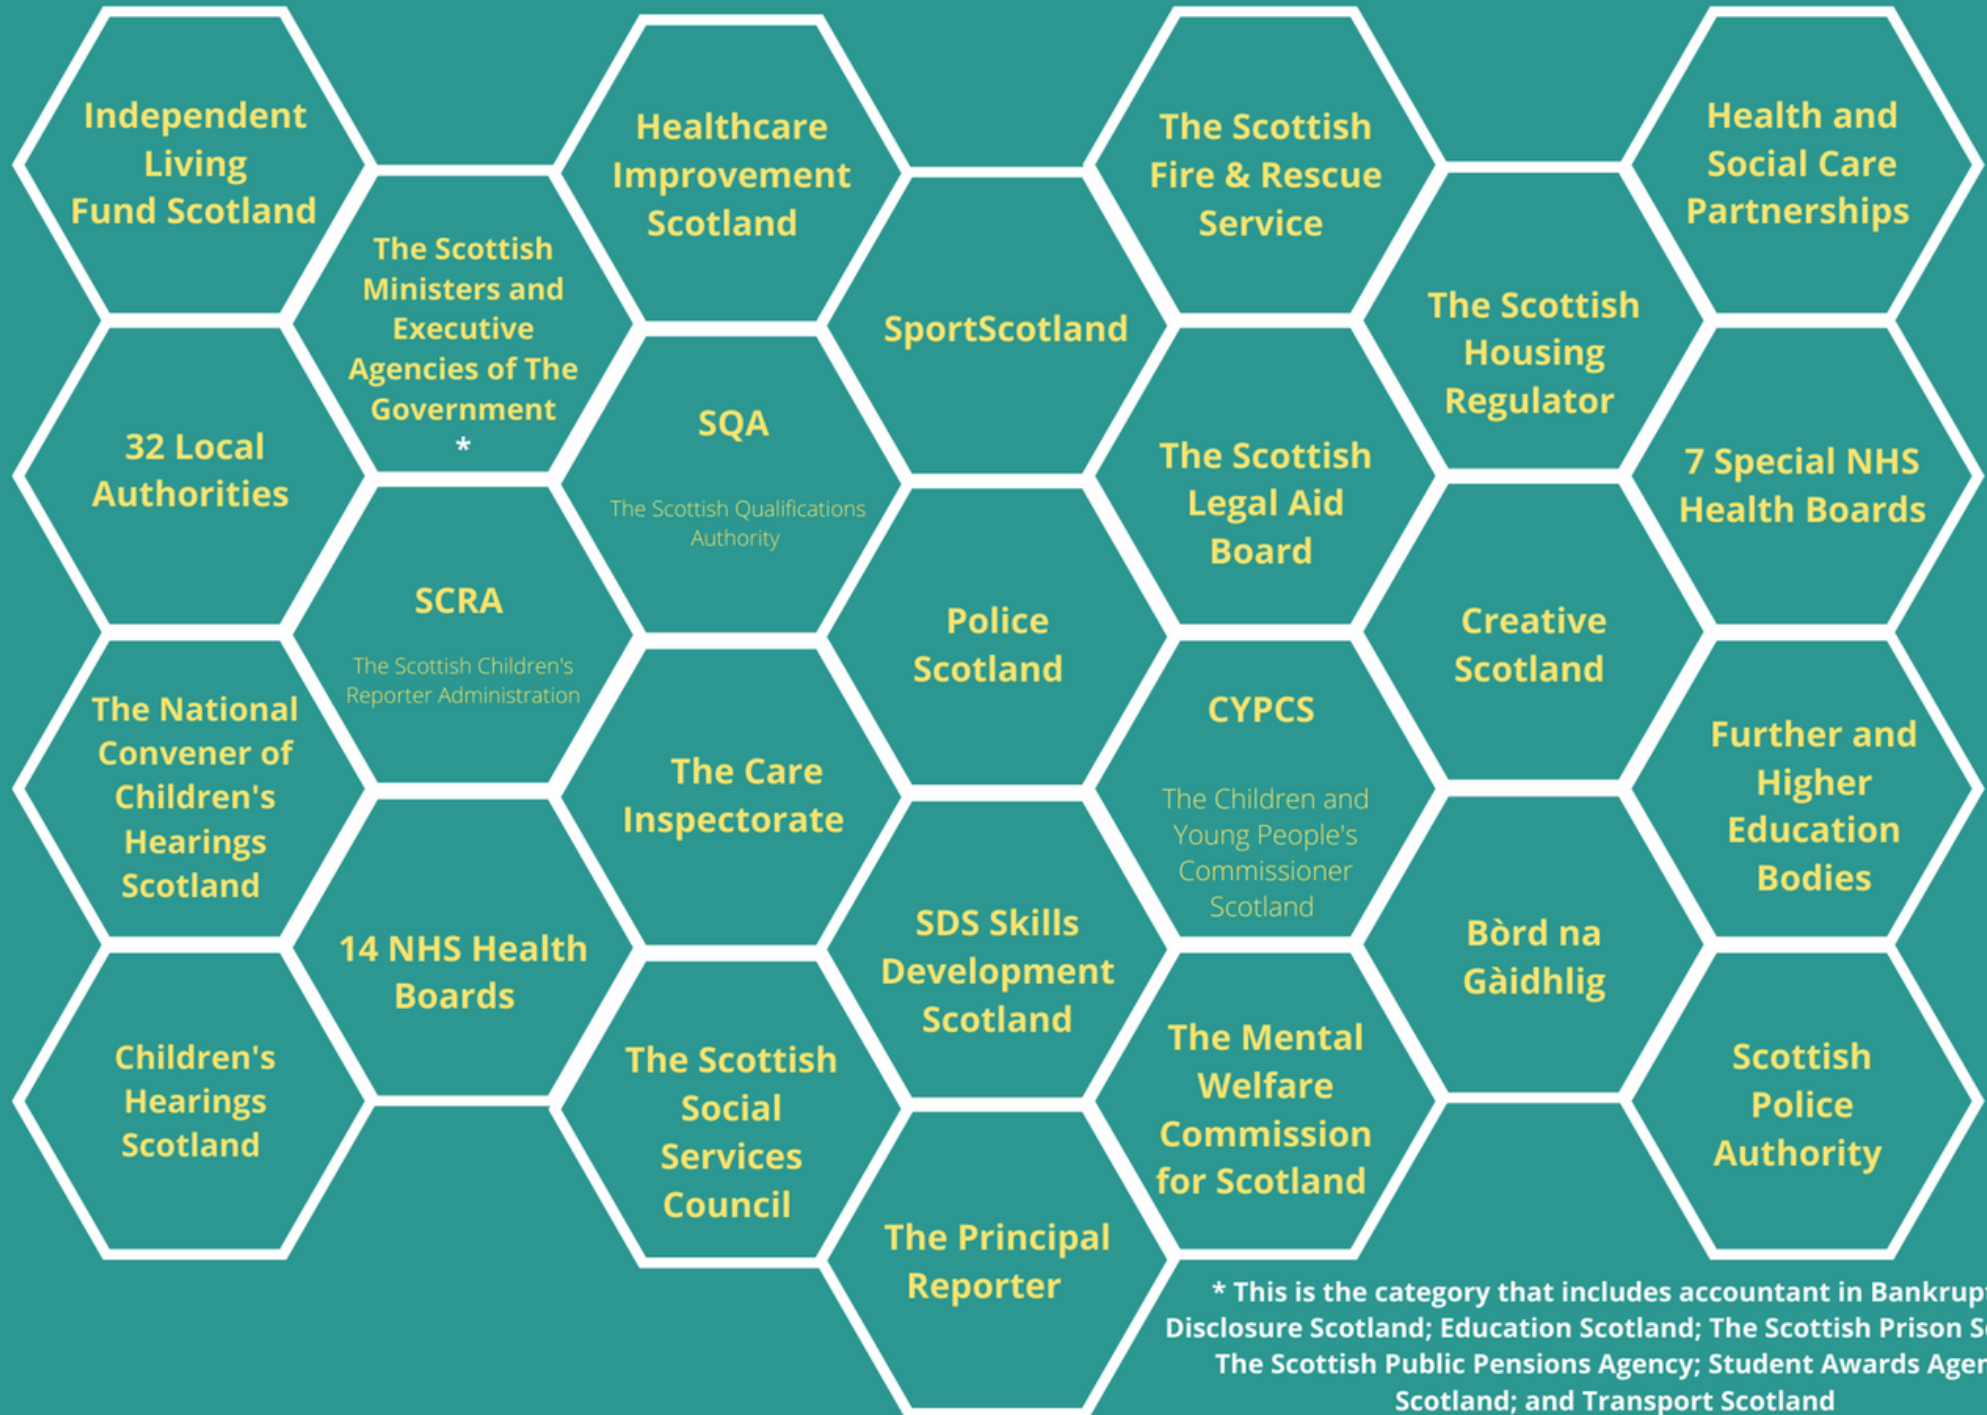 Independent
Living
Fund Scotland
32 Local
Authorities
The National
Convener of
Children's
Hearings
Scotland
Children's
Hearings
Scotland
The Scottish
Ministers and
Executive
Agencies of The
Government
*
SCRA
The Scottish Children's
Reporter Administration
14 NHS Health
Boards
Healthcare
Improvement
Scotland
SQA
The Scottish Qualifications
Authority
The Care
Inspectorate
The Scottish
Social
Services
Council
SportScotland
Police
Scotland
SDS Skills
Development
Scotland
The Principal
Reporter
The Scottish
Fire & Rescue
Service
The Scottish
Legal Aid
Board
CYPCS
The Children and
Young People's
Commissioner
Scotland
The Mental
Welfare
Commission
for Scotland
The Scottish
Housing
Regulator
Creative
Scotland
Bòrd na
Gàidhlig
Health and
Social Care
Partnerships
7 Special NHS
Health Boards
Further and
Higher
Education
Bodies
Scottish
Police
Authority
* This is the category that includes accountant in
Disclosure Scotland; Education Scotland; The Scottish Prison
The Scottish Public Pensions Agency; Student Awards
Scotland; and Transport Scotland